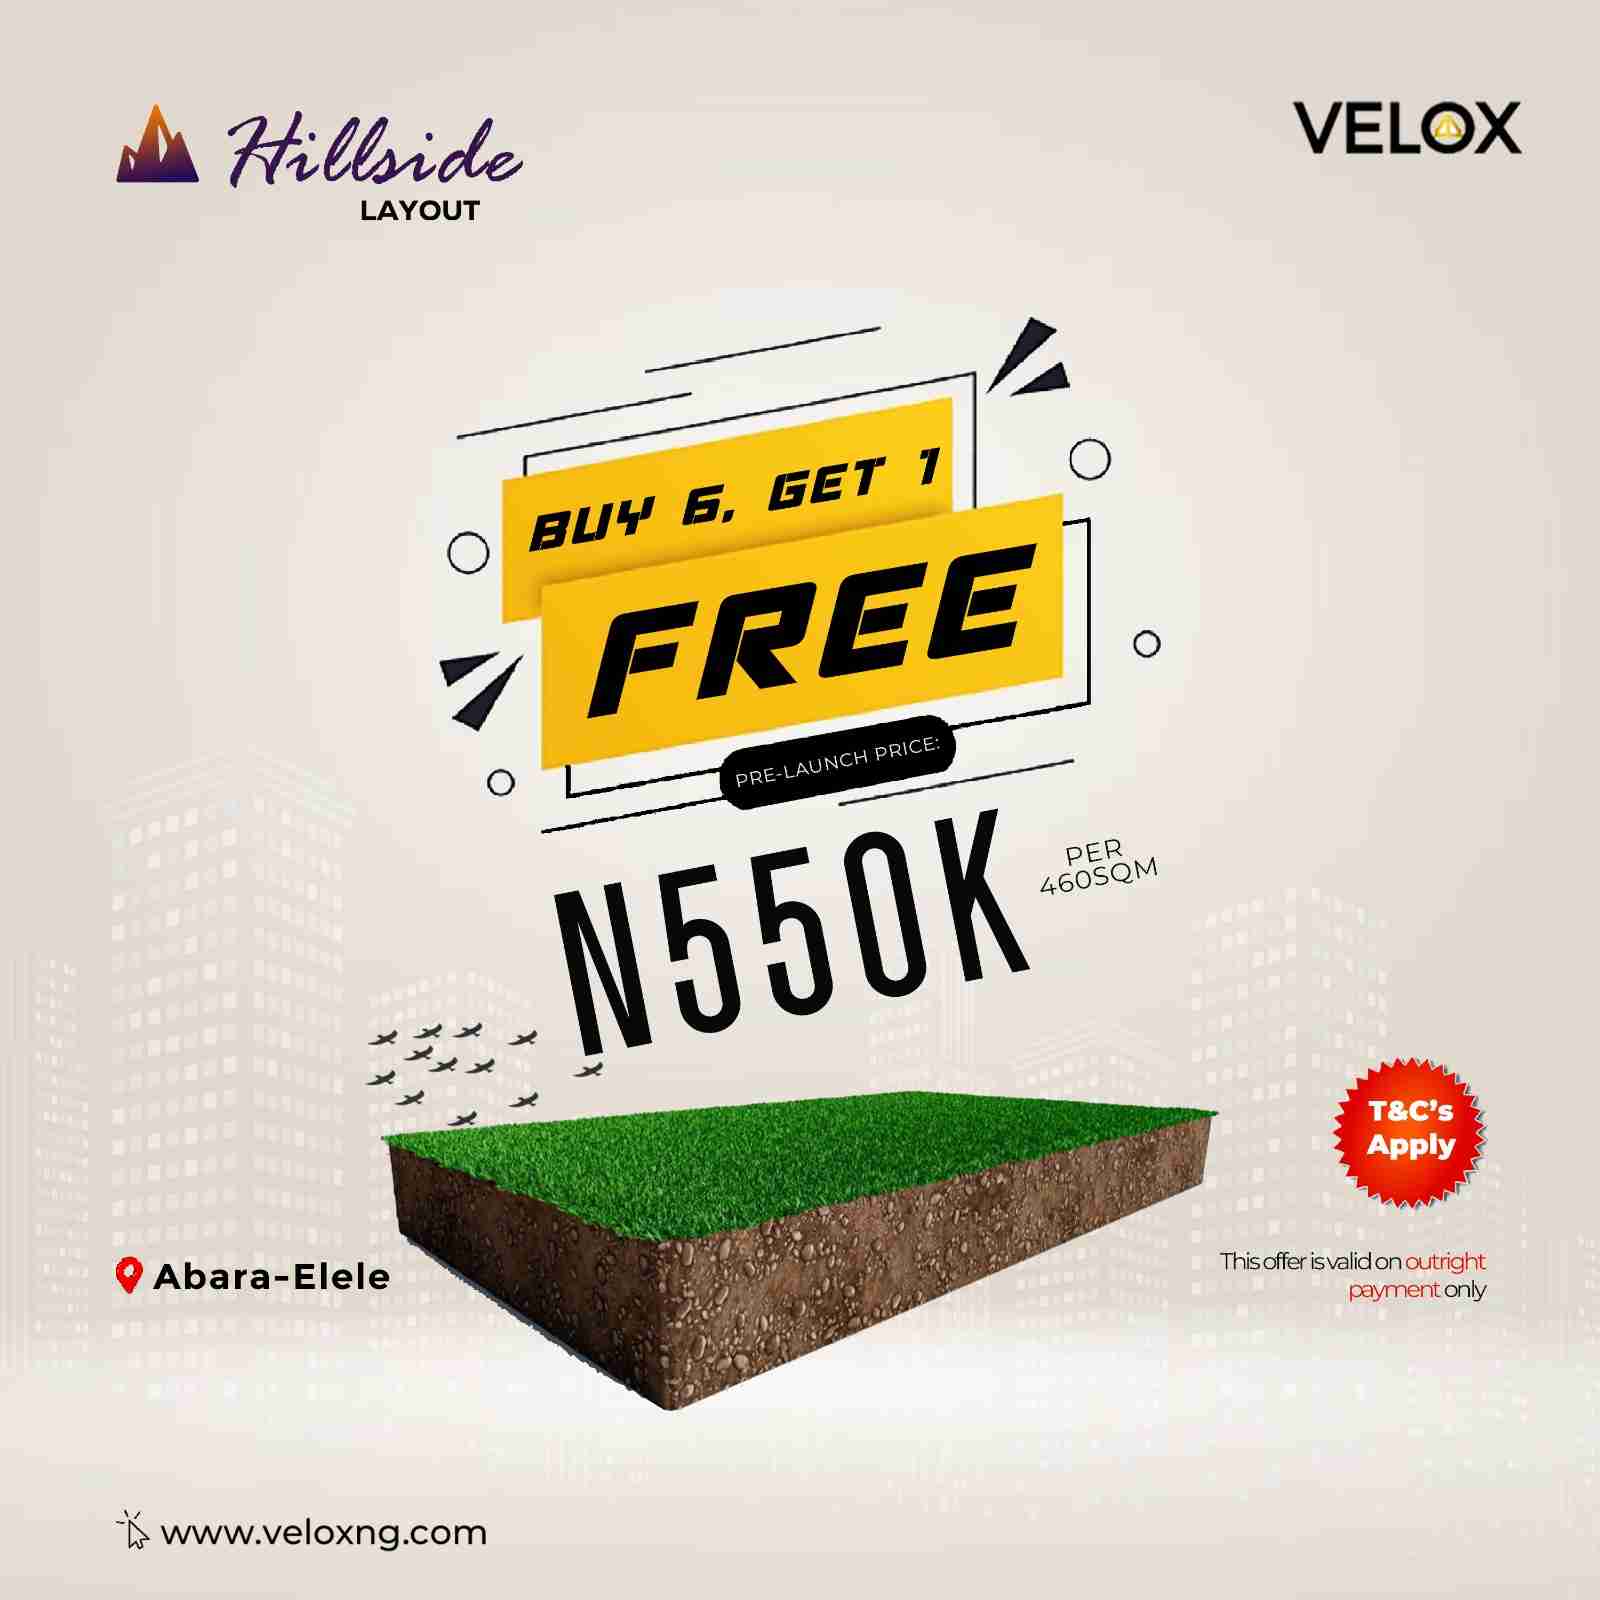 Hillside
LAYOUT
VELOX
BUY 6, GET 1
FREE
PRE-LAUNCH PRICE:
N550K
PER
460SQM
T&C's
Apply
Abara-Elele
This offer is valid on outright
payment only
www.veloxng.com